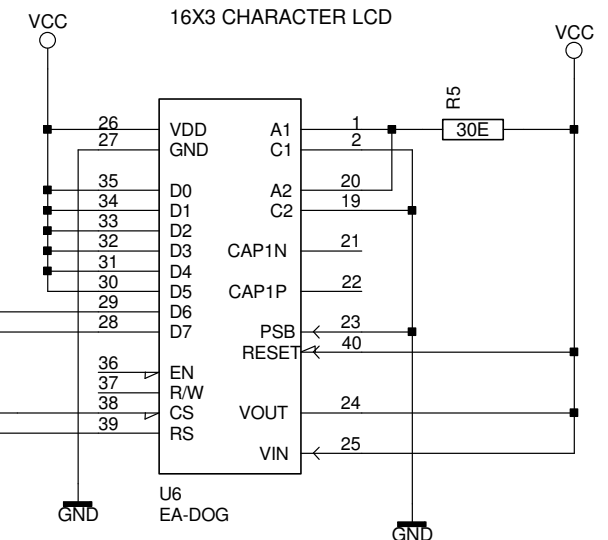 16X3 CHARACTER LCD
VCC
VCC
R5
30E
26 VDD A1 1
27 GND C1 2
35 D0 A2 20
34 D1 C2 19
33 D2
32 D3 CAP1N 21
31 D4
30 D5 CAP1P 22
29 D6
28 D7 PSB 23
RESET 40
36 EN
37 R/W
38 CS VOUT 24
39 RS
VIN 25
U6
EA-DOG
GND
GND